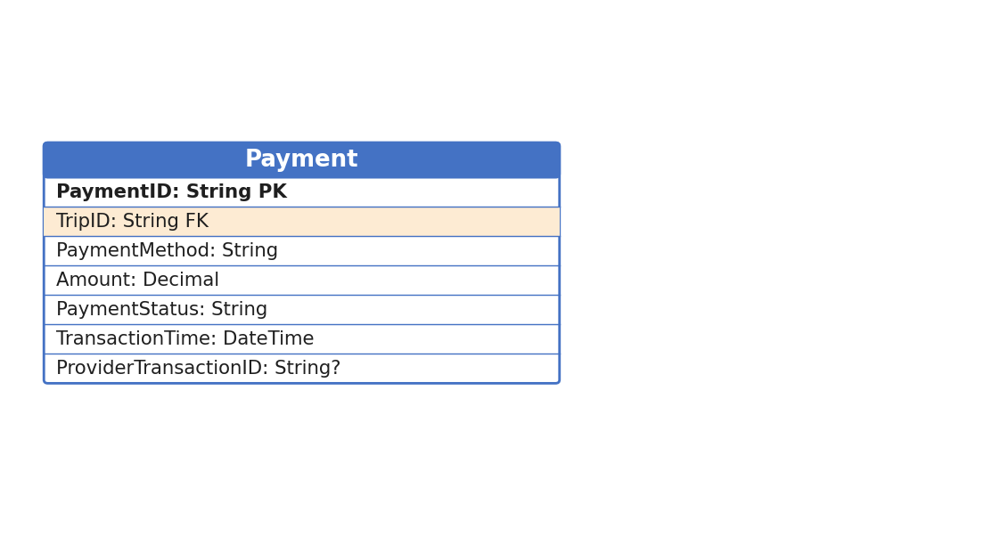 Payment
PaymentID: String PK
TripID: String FK
PaymentMethod: String
Amount: Decimal
PaymentStatus: String
TransactionTime: DateTime
ProviderTransactionID: String?